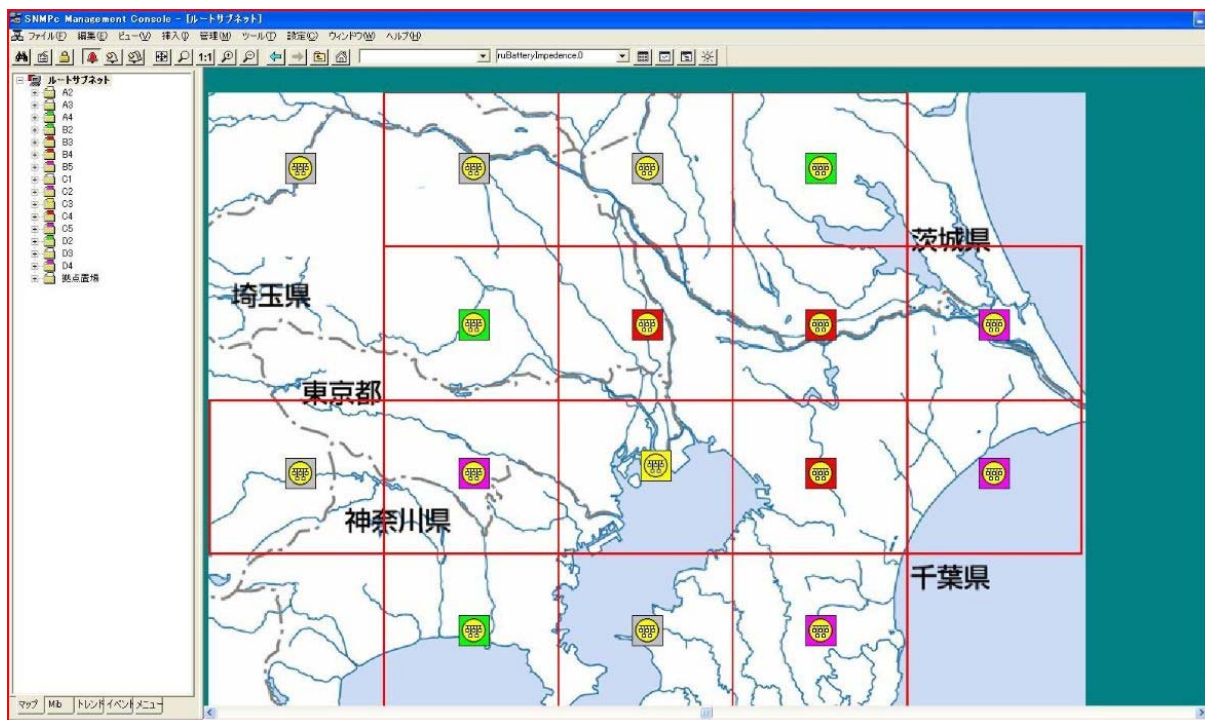 SNMPc Management Console - [ルートサブネット]
ファイル(F) 編集(E) ビュー(V) 挿入(I) 管理(M) ツール(T) 設定(C) ウィンドウ(W) ヘルプ(H)
1:1
ruBatteryImpedence.0
ルートサブネット
A2
A3
A4
B2
B3
B4
B5
C1
C2
C3
C4
C5
D2
D3
D4
拠点置場
茨城県
埼玉県
東京都
神奈川県
千葉県
マップ Mib トレンド イベント メニュー